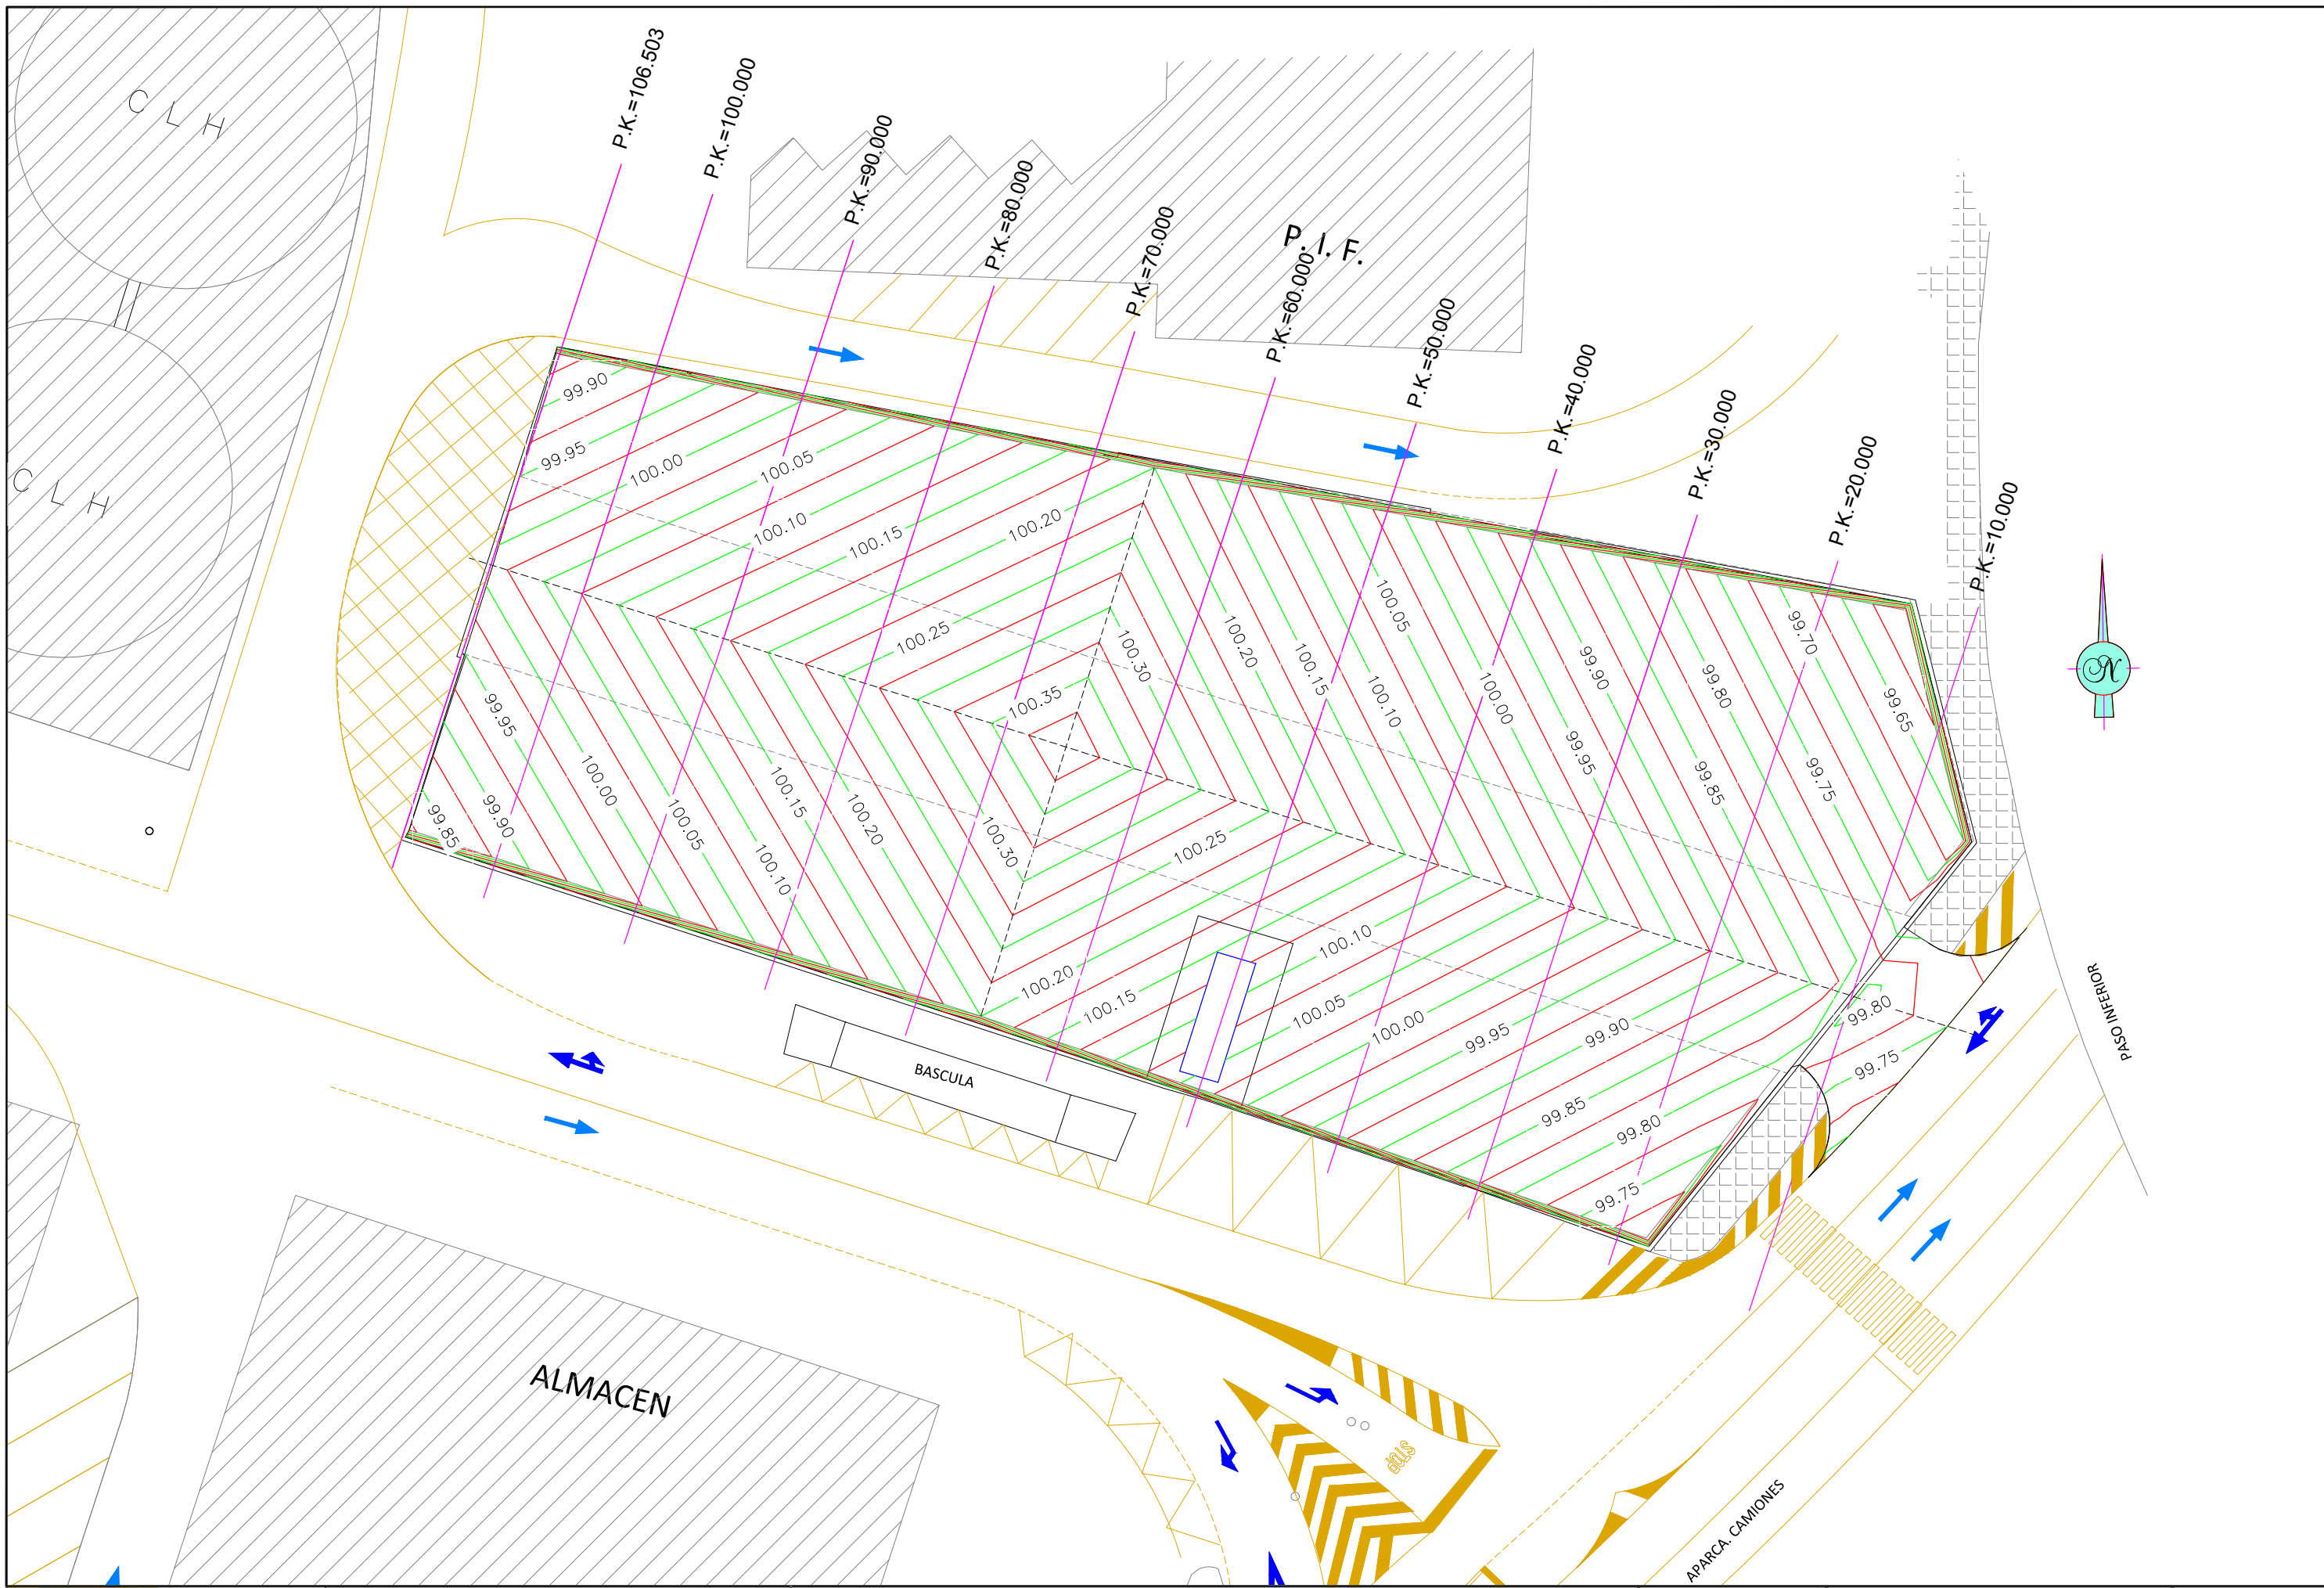 C L H
C L H
P.K.=106.503
P.K.=100.000
P.K.=90.000
P.K.=80.000
P.K.=70.000
P.K.=60.000
P.K.=50.000
P.K.=40.000
P.K.=30.000
P.K.=20.000
P.K.=10.000
P. I. F.
99.90
99.95
100.00
100.05
100.10
100.15
100.20
100.25
100.35
100.30
100.20
100.15
100.10
100.05
100.00
99.95
99.90
99.85
99.80
99.75
99.70
99.65
99.95
99.90
99.85
100.00
100.05
100.10
100.15
100.20
100.30
100.25
100.20
100.15
100.10
100.05
100.00
99.95
99.90
99.85
99.80
99.75
99.80
99.75
N
PASO INFERIOR
BASCULA
ALMACEN
STOP
APARCA. CAMIONES